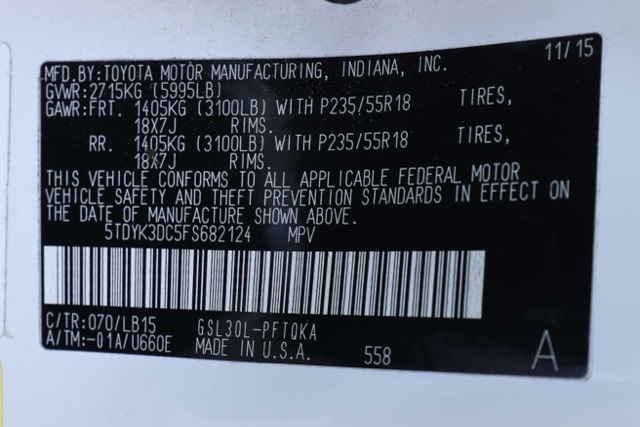 11/15
MFD.BY:TOYOTA MOTOR MANUFACTURING, INDIANA, INC.
GVWR:2715KG (5995LB)
GAWR:FRT. 1405KG (3100LB) WITH P235/55R18 TIRES,
18X7J RIMS.
RR. 1405KG (3100LB) WITH P235/55R18 TIRES,
18X7J RIMS.
THIS VEHICLE CONFORMS TO ALL APPLICABLE FEDERAL MOTOR
VEHICLE SAFETY AND THEFT PREVENTION STANDARDS IN EFFECT ON
THE DATE OF MANUFACTURE SHOWN ABOVE.
5TDYK3DC5FS682124 MPV
C/TR:070/LB15 GSL30L-PFTQKA
A/TM:-01A/U660E MADE IN U.S.A. 558 A